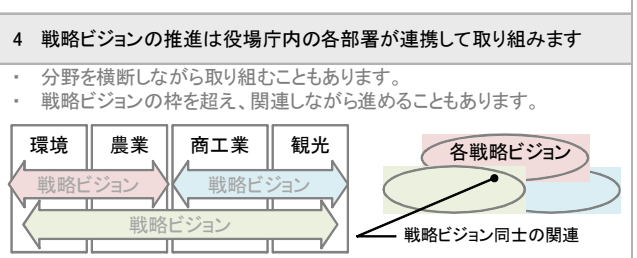 4 戦略ビジョンの推進は役場庁内の各部署が連携して取り組みます
・ 分野を横断しながら取り組むこともあります。
・ 戦略ビジョンの枠を超え、関連しながら進めることもあります。
環境 農業 商工業 観光
戦略ビジョン 戦略ビジョン
戦略ビジョン
各戦略ビジョン
戦略ビジョン同士の関連